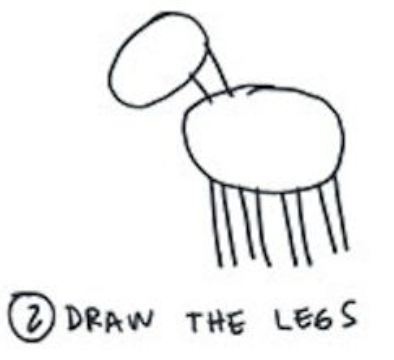 ② DRAW THE LEGS